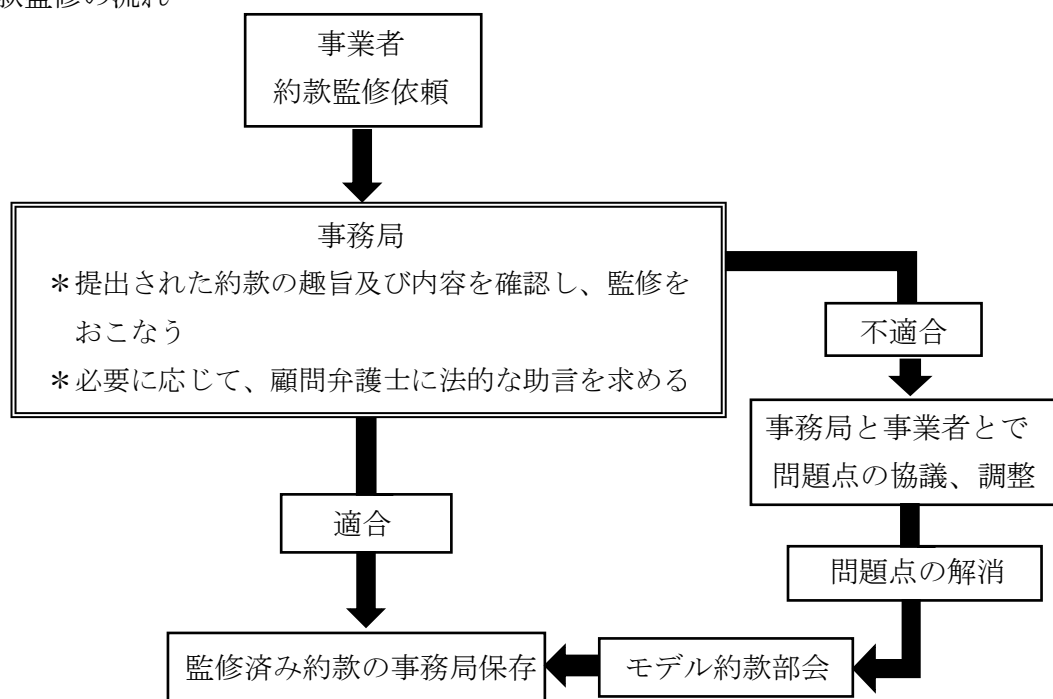 款監修の流れ
事業者
約款監修依頼
事務局
＊提出された約款の趣旨及び内容を確認し、監修を
おこなう
＊必要に応じて、顧問弁護士に法的な助言を求める
不適合
事務局と事業者とで
問題点の協議、調整
適合
問題点の解消
監修済み約款の事務局保存
モデル約款部会